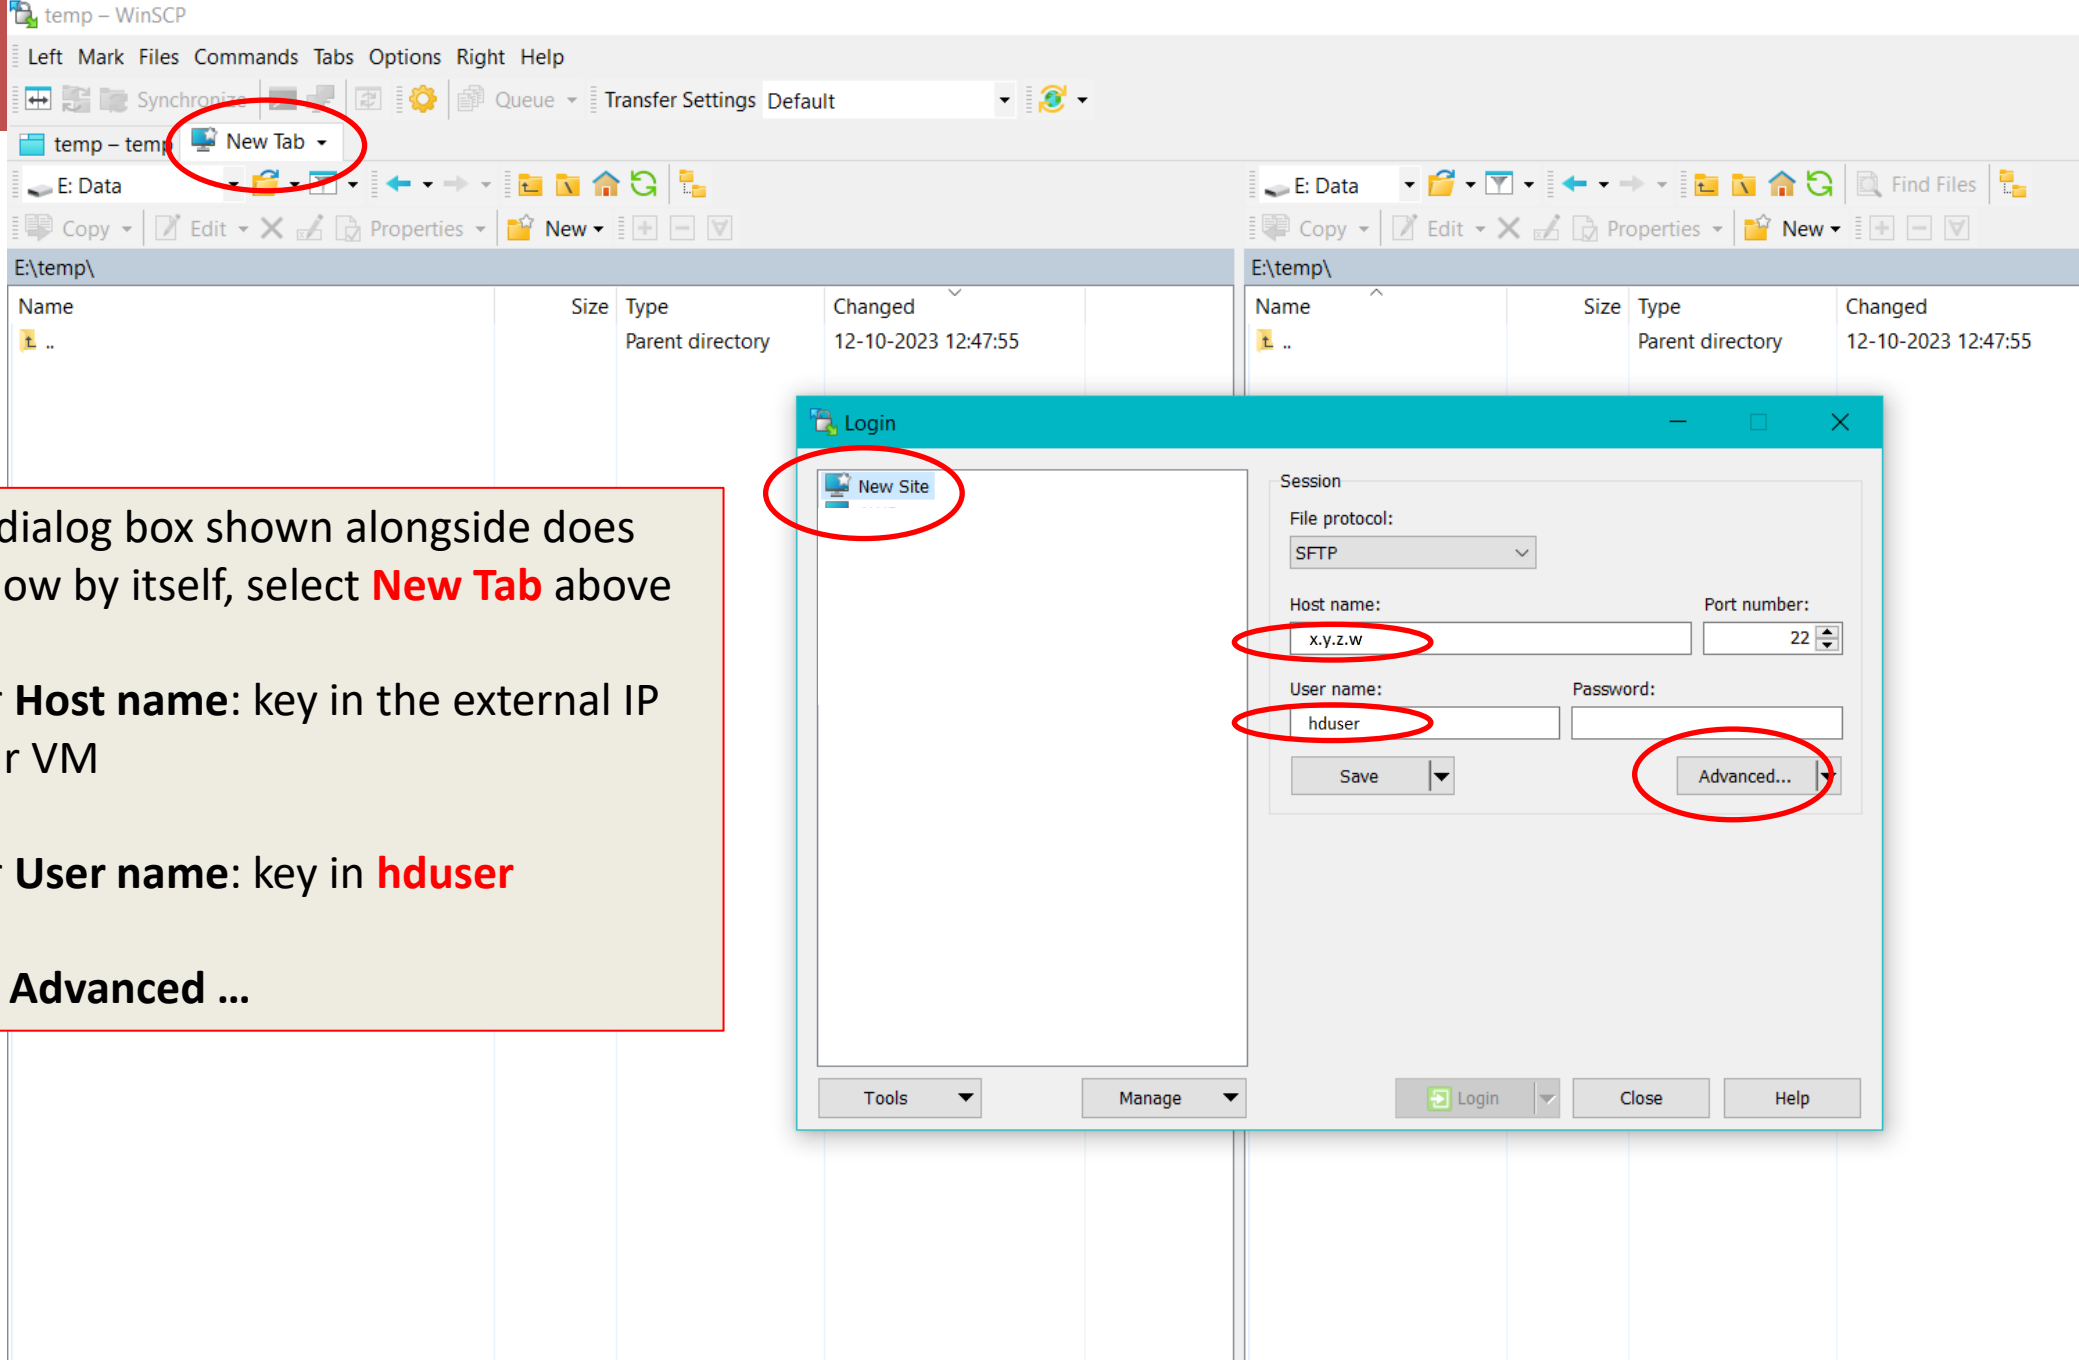 temp – WinSCP
Left Mark Files Commands Tabs Options Right Help
Synchronize Queue Transfer Settings Default
temp – temp New Tab
E: Data
E: Data Find Files
Copy Edit Properties New
Copy Edit Properties New
E:\temp\
E:\temp\
Name Size Type Changed
Name Size Type Changed
.. Parent directory 12-10-2023 12:47:55
.. Parent directory 12-10-2023 12:47:55
Login
New Site
Session
File protocol:
SFTP
Host name: Port number:
x.y.z.w 22
User name: Password:
hduser
Save Advanced...
Tools Manage Login Close Help
dialog box shown alongside does
ow by itself, select New Tab above
Host name: key in the external IP
r VM
User name: key in hduser
Advanced ...